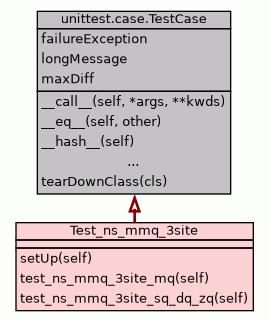 unittest.case.TestCase
failureException
longMessage
maxDiff
__call__(self, *args, **kwds)
__eq__(self, other)
__hash__(self)
...
tearDownClass(cls)
Test_ns_mmq_3site
setUp(self)
test_ns_mmq_3site_mq(self)
test_ns_mmq_3site_sq_dq_zq(self)